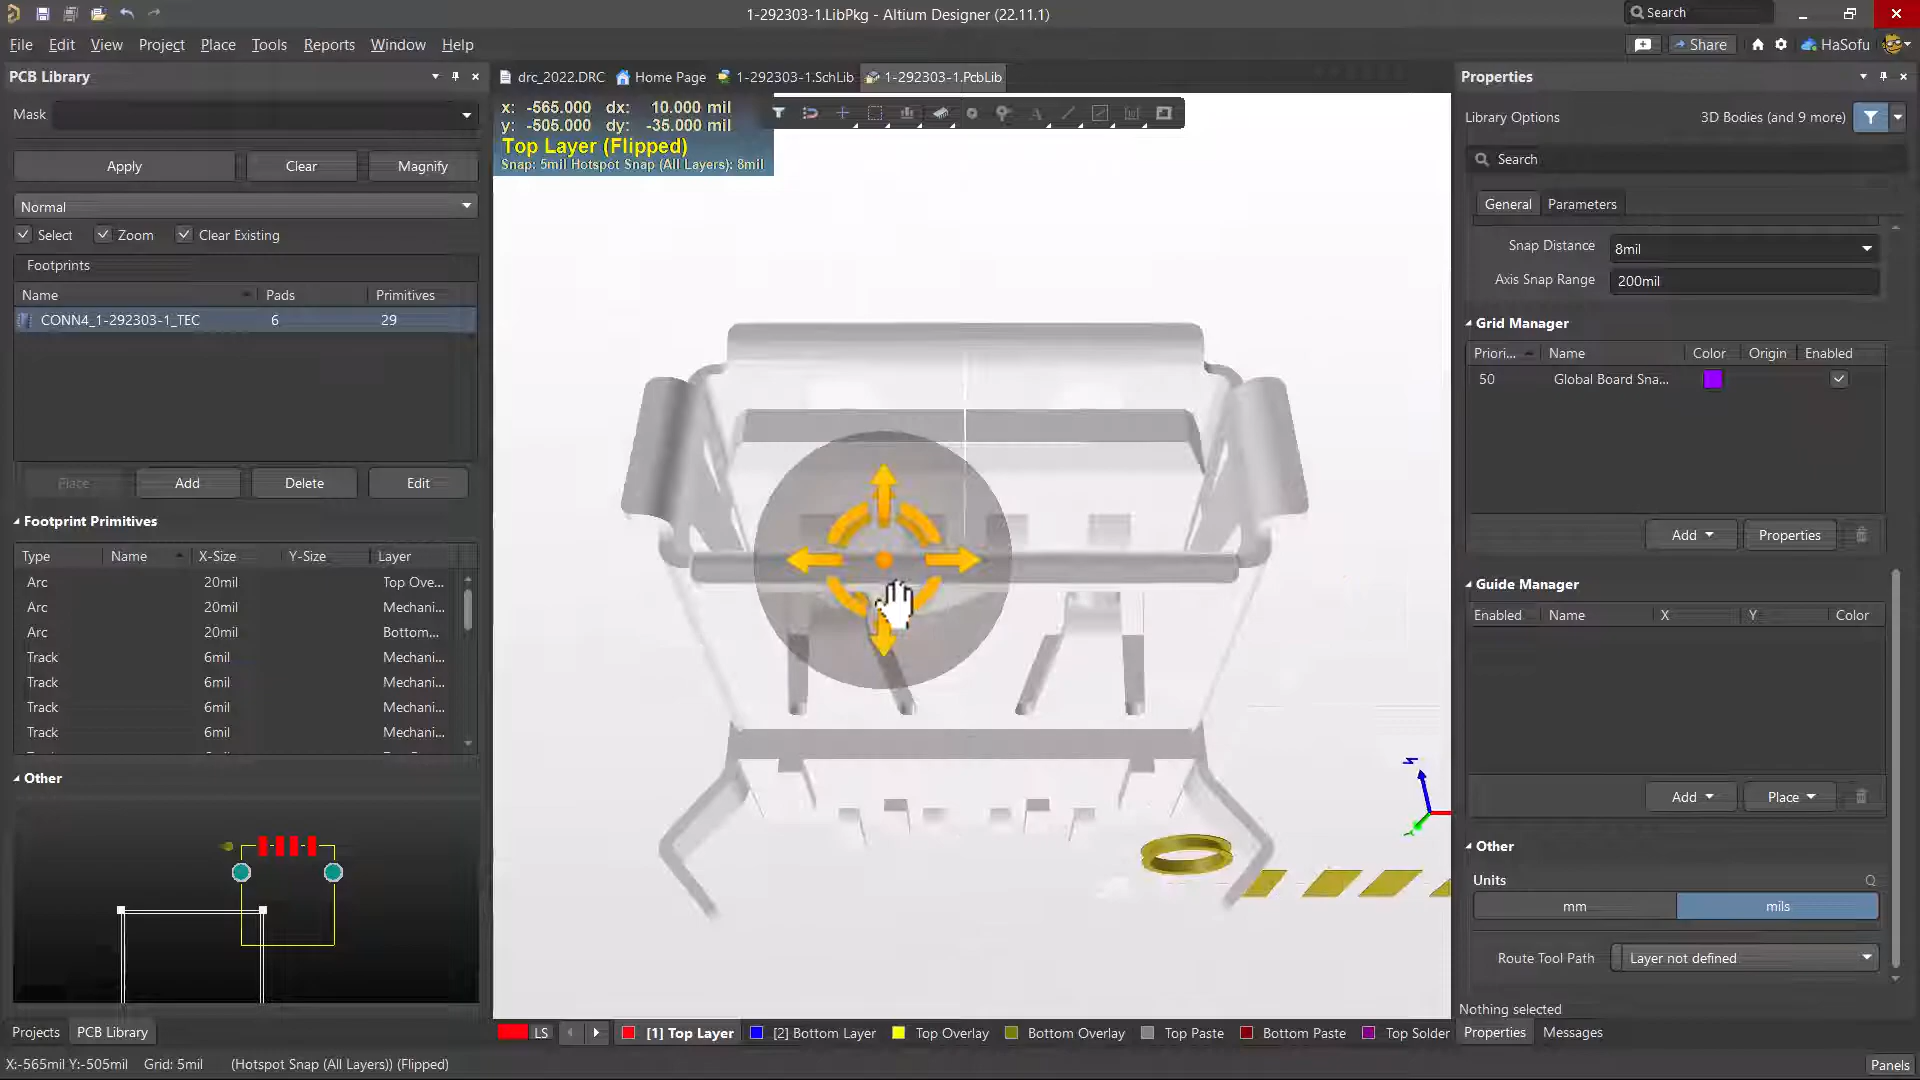 1-292303-1.LibPkg - Altium Designer (22.11.1)
Search
File Edit View Project Place Tools Reports Window Help
Share
HaSofu
PCB Library
drc_2022.DRC
Home Page
1-292303-1.SchLib
1-292303-1.PcbLib
Properties
Mask
Apply
Clear
Magnify
Normal
Select
Zoom
Clear Existing
Footprints
Name Pads Primitives
CONN4_1-292303-1_TEC 6 29
Place
Add
Delete
Edit
Footprint Primitives
Type Name X-Size Y-Size Layer
Arc 20mil Top Ove...
Arc 20mil Mechani...
Arc 20mil Bottom...
Track 6mil Mechani...
Track 6mil Mechani...
Track 6mil Mechani...
Track 6mil Mechani...
Other
Projects
PCB Library
x: -565.000 dx: 10.000 mil
y: -505.000 dy: -35.000 mil
Top Layer (Flipped)
Snap: 5mil Hotspot Snap (All Layers): 8mil
Library Options
3D Bodies (and 9 more)
Search
General
Parameters
Snap Distance 8mil
Axis Snap Range 200mil
Grid Manager
Priori... Name Color Origin Enabled
50 Global Board Sna...
Add
Properties
Guide Manager
Enabled Name X Y Color
Add
Place
Other
Units
mm
mils
Route Tool Path Layer not defined
Nothing selected
Properties
Messages
LS
[1] Top Layer
[2] Bottom Layer
Top Overlay
Bottom Overlay
Top Paste
Bottom Paste
Top Solder
X:-565mil Y:-505mil Grid: 5mil (Hotspot Snap (All Layers)) (Flipped)
Panels